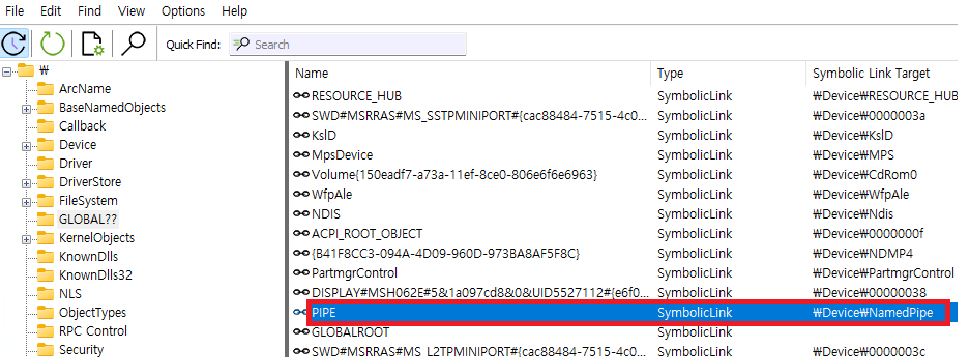 File Edit Find View Options Help
Quick Find: Search
Name Type Symbolic Link Target
₩
ArcName
BaseNamedObjects
Callback
Device
Driver
DriverStore
FileSystem
GLOBAL??
KernelObjects
KnownDlls
KnownDlls32
NLS
ObjectTypes
RPC Control
Security
RESOURCE_HUB SymbolicLink ₩Device₩RESOURCE_HUB
SWD#MSRRAS#MS_SSTPMINIPORT#{cac88484-7515-4c0... SymbolicLink ₩Device₩0000003a
KslD SymbolicLink ₩Device₩KslD
MpsDevice SymbolicLink ₩Device₩MPS
Volume{150eadf7-a73a-11ef-8ce0-806e6f6e6963} SymbolicLink ₩Device₩CdRom0
WfpAle SymbolicLink ₩Device₩WfpAle
NDIS SymbolicLink ₩Device₩Ndis
ACPI_ROOT_OBJECT SymbolicLink ₩Device₩0000000f
{B41F8CC3-094A-4D09-960D-973BA8AF5F8C} SymbolicLink ₩Device₩NDMP4
PartmgrControl SymbolicLink ₩Device₩PartmgrControl
DISPLAY#MSH062E#5&1a097cd8&0&UID5527112#{e6f0... SymbolicLink ₩Device₩00000038
PIPE SymbolicLink ₩Device₩NamedPipe
GLOBALROOT SymbolicLink
SWD#MSRRAS#MS_L2TPMINIPORT#{cac88484-7515-4c0... SymbolicLink ₩Device₩0000003c